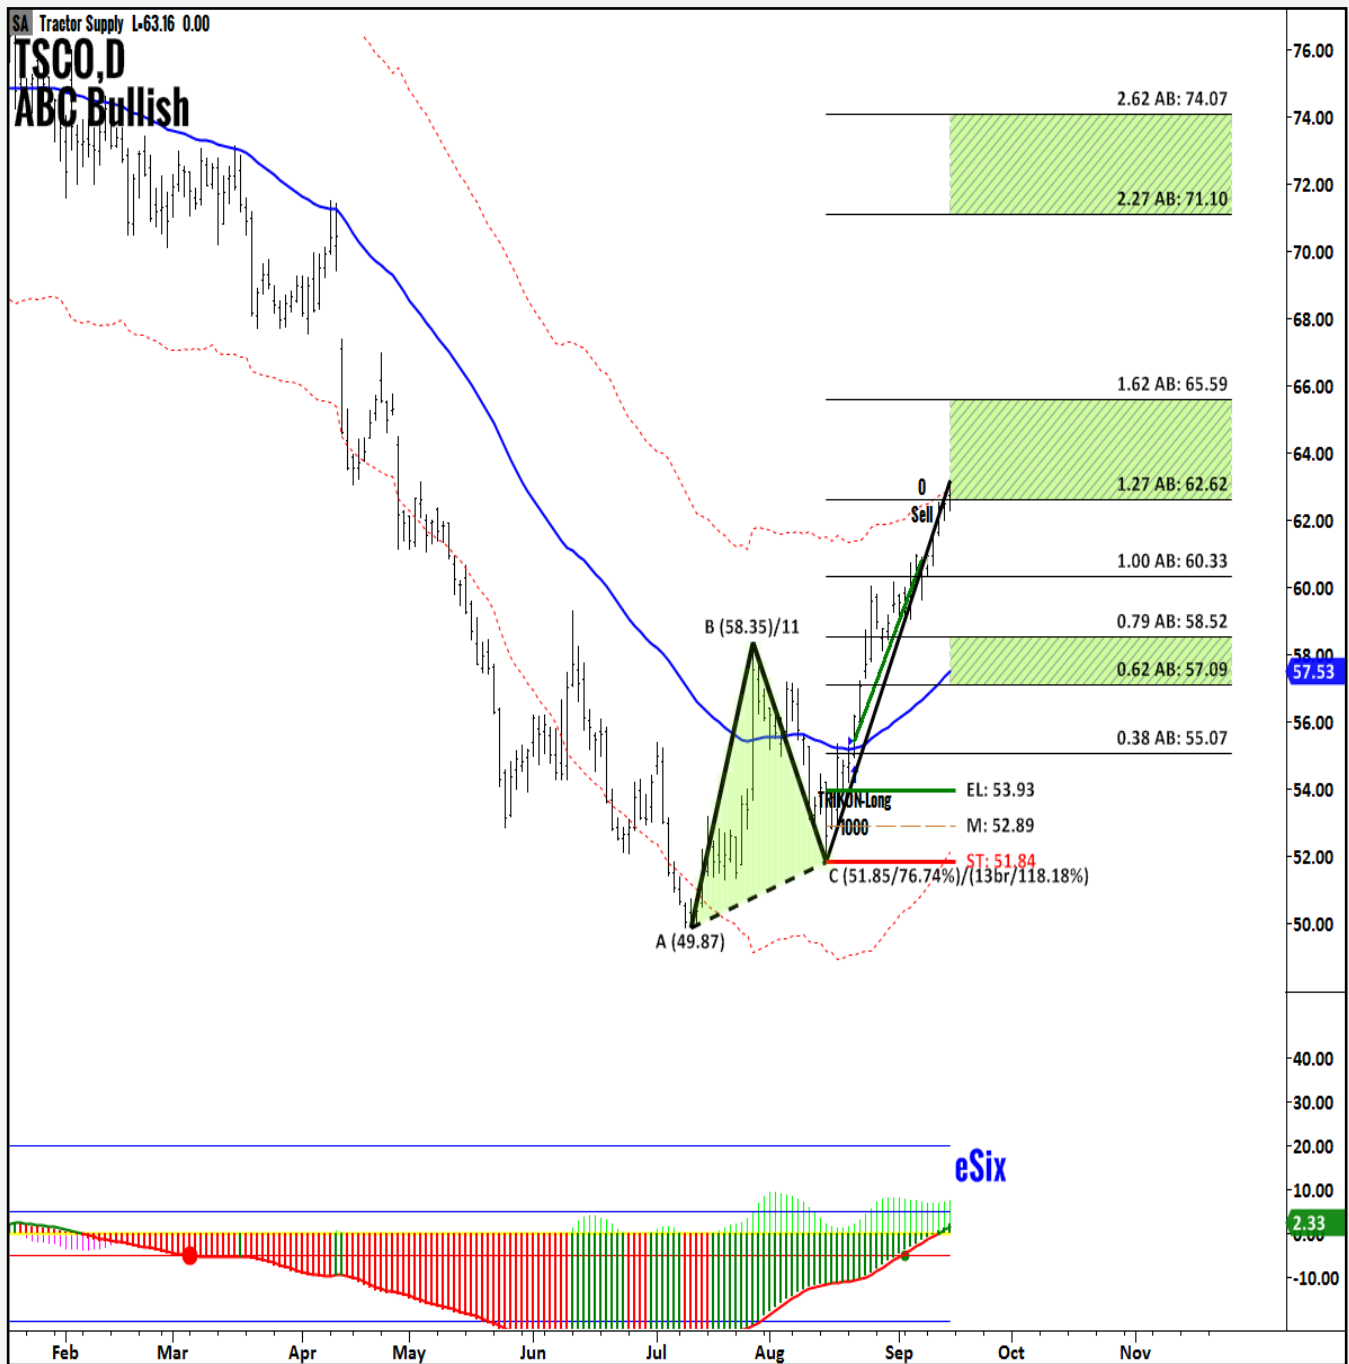 SA Tractor Supply L=63.16 0.00
TSCO,D
ABC Bullish
76.00
74.00
72.00
70.00
68.00
66.00
64.00
62.00
60.00
58.00
57.53
56.00
54.00
52.00
50.00
2.62 AB: 74.07
2.27 AB: 71.10
1.62 AB: 65.59
1.27 AB: 62.62
1.00 AB: 60.33
0.79 AB: 58.52
0.62 AB: 57.09
0.38 AB: 55.07
0
Sell
B (58.35)/11
EL: 53.93
TRIKON-Long
1000
M: 52.89
ST: 51.84
C (51.85/76.74%)/(13br/118.18%)
A (49.87)
40.00
30.00
20.00
10.00
2.33
0.00
-10.00
eSix
Feb Mar Apr May Jun Jul Aug Sep Oct Nov